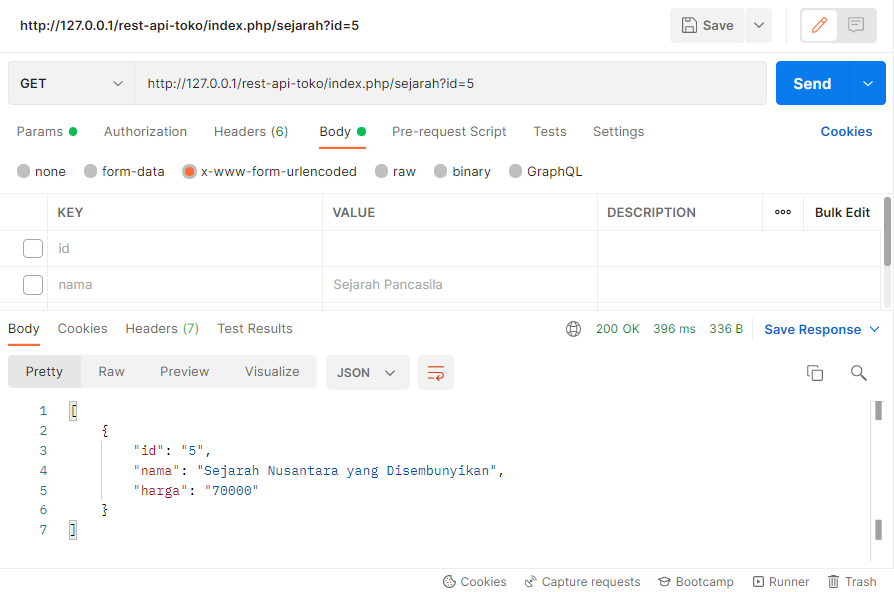 http://127.0.0.1/rest-api-toko/index.php/sejarah?id=5 Save
GET http://127.0.0.1/rest-api-toko/index.php/sejarah?id=5 Send
Params Authorization Headers (6) Body Pre-request Script Tests Settings Cookies
none form-data x-www-form-urlencoded raw binary GraphQL
KEY VALUE DESCRIPTION Bulk Edit
id
nama Sejarah Pancasila
Body Cookies Headers (7) Test Results 200 OK 396 ms 336 B Save Response
Pretty Raw Preview Visualize JSON
1 [
2 {
3 "id": "5",
4 "nama": "Sejarah Nusantara yang Disembunyikan",
5 "harga": "70000"
6 }
7 ]
Cookies Capture requests Bootcamp Runner Trash